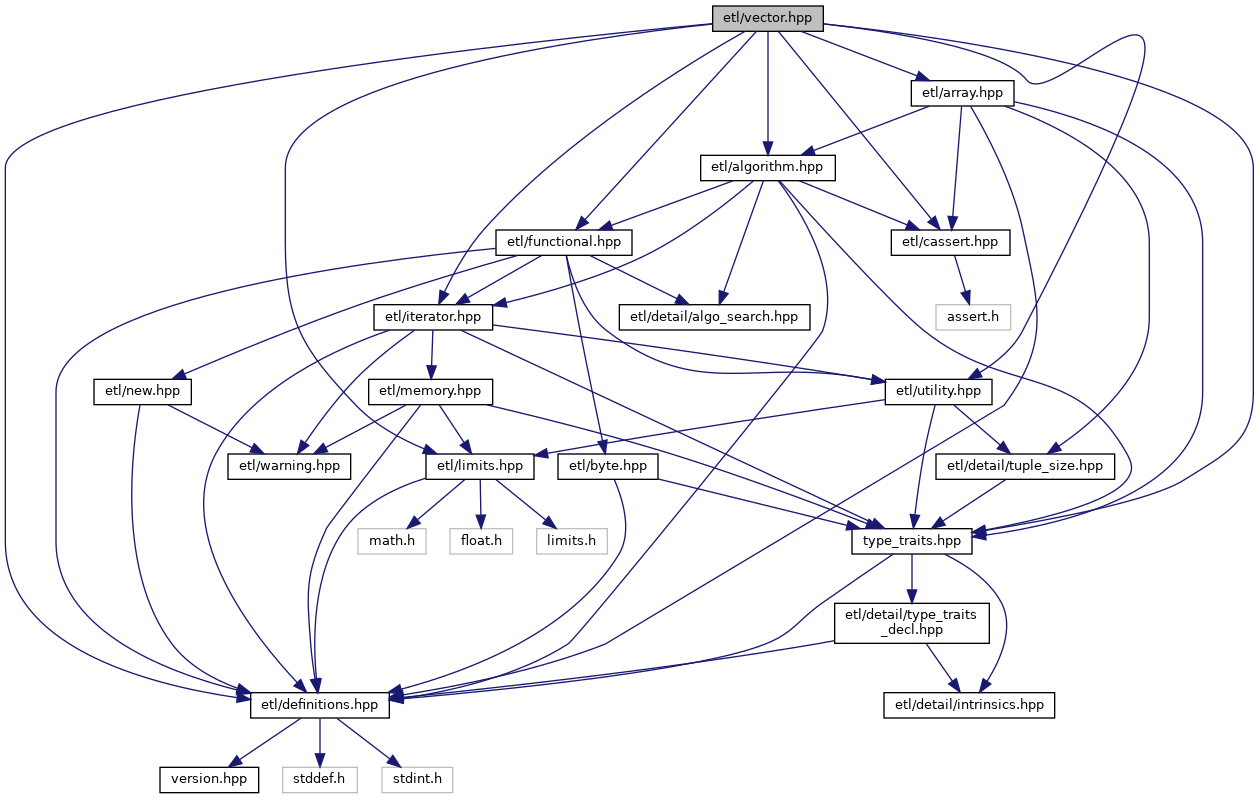 etl/vector.hpp
etl/array.hpp
etl/algorithm.hpp
etl/functional.hpp
etl/cassert.hpp
etl/iterator.hpp
etl/detail/algo_search.hpp
assert.h
etl/new.hpp
etl/memory.hpp
etl/utility.hpp
etl/warning.hpp
etl/limits.hpp
etl/byte.hpp
etl/detail/tuple_size.hpp
math.h
float.h
limits.h
type_traits.hpp
etl/detail/type_traits
_decl.hpp
etl/definitions.hpp
etl/detail/intrinsics.hpp
version.hpp
stddef.h
stdint.h